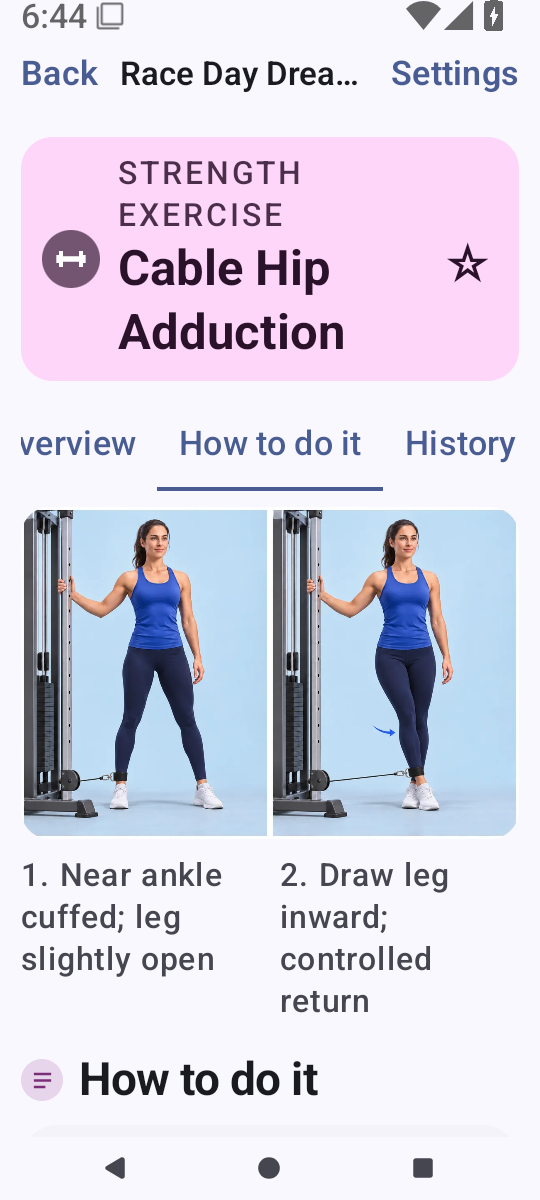 6:44
Back Race Day Drea... Settings
STRENGTH
EXERCISE
Cable Hip
Adduction
verview How to do it History
1. Near ankle
cuffed; leg
slightly open
2. Draw leg
inward;
controlled
return
How to do it